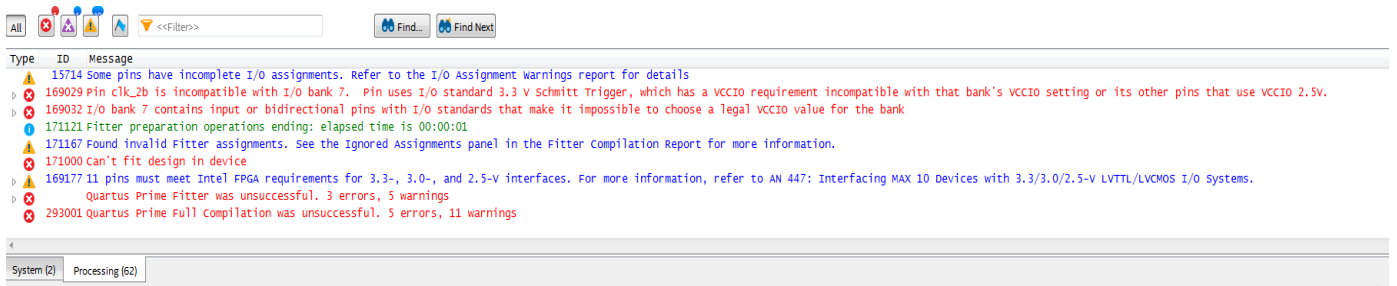 All <<Filter>> Find... Find Next
Type ID Message
15714 Some pins have incomplete I/O assignments. Refer to the I/O Assignment Warnings report for details
169029 Pin clk_2b is incompatible with I/O bank 7.  Pin uses I/O standard 3.3 V Schmitt Trigger, which has a VCCIO requirement incompatible with that bank's VCCIO setting or its other pins that use VCCIO 2.5V.
169032 I/O bank 7 contains input or bidirectional pins with I/O standards that make it impossible to choose a legal VCCIO value for the bank
171121 Fitter preparation operations ending: elapsed time is 00:00:01
171167 Found invalid Fitter assignments. See the Ignored Assignments panel in the Fitter Compilation Report for more information.
171000 Can't fit design in device
169177 11 pins must meet Intel FPGA requirements for 3.3-, 3.0-, and 2.5-V interfaces. For more information, refer to AN 447: Interfacing MAX 10 Devices with 3.3/3.0/2.5-V LVTTL/LVCMOS I/O Systems.
Quartus Prime Fitter was unsuccessful. 3 errors, 5 warnings
293001 Quartus Prime Full Compilation was unsuccessful. 5 errors, 11 warnings
System (2) Processing (62)